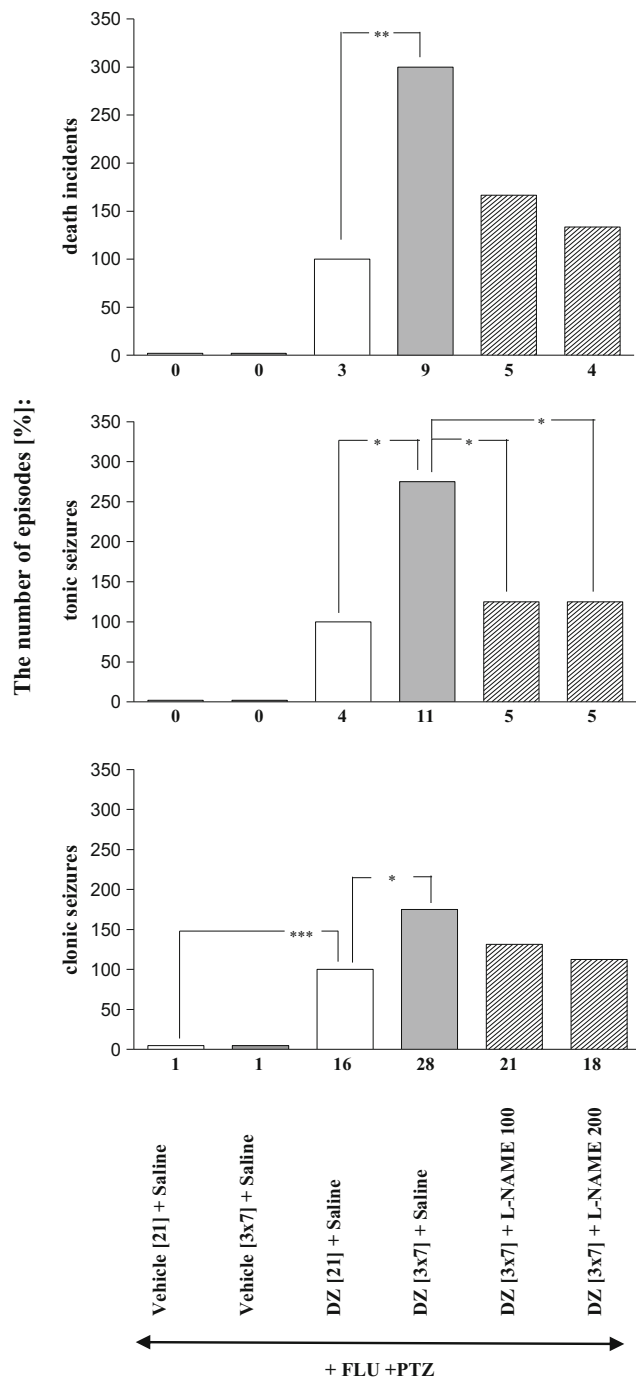 The number of episodes [%]:
death incidents
350
300
250
200
150
100
50
0
**
0 0 3 9 5 4
tonic seizures
350
300
250
200
150
100
50
0
*
* *
0 0 4 11 5 5
clonic seizures
350
300
250
200
150
100
50
0
*
***
1 1 16 28 21 18
Vehicle [21] + Saline
Vehicle [3x7] + Saline
DZ [21] + Saline
DZ [3x7] + Saline
DZ [3x7] + L-NAME 100
DZ [3x7] + L-NAME 200
+ FLU +PTZ